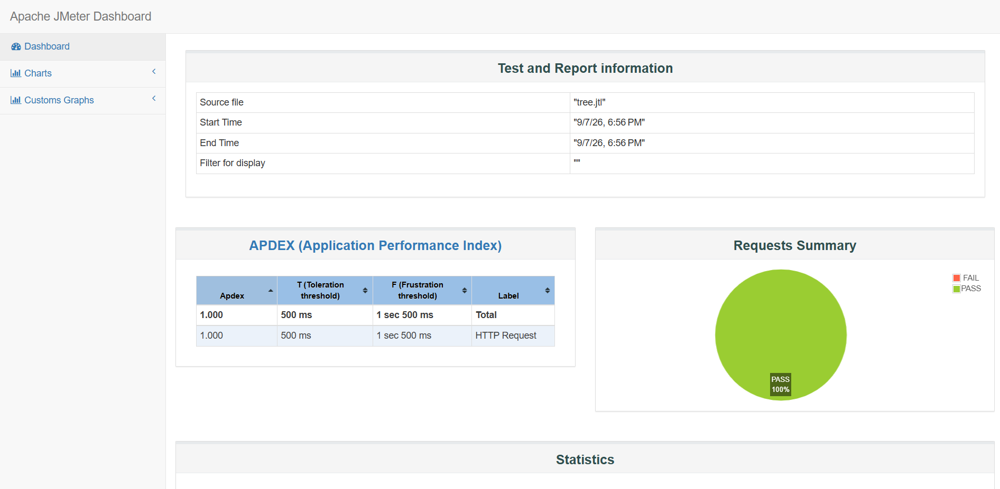 Apache JMeter Dashboard
Dashboard
Charts
Customs Graphs
Test and Report information
Source file "tree.jtl"
Start Time "9/7/26, 6:56 PM"
End Time "9/7/26, 6:56 PM"
Filter for display ""
APDEX (Application Performance Index)
Apdex T (Toleration threshold) F (Frustration threshold) Label
1.000 500 ms 1 sec 500 ms Total
1.000 500 ms 1 sec 500 ms HTTP Request
Requests Summary
FAIL
PASS
PASS
100%
Statistics